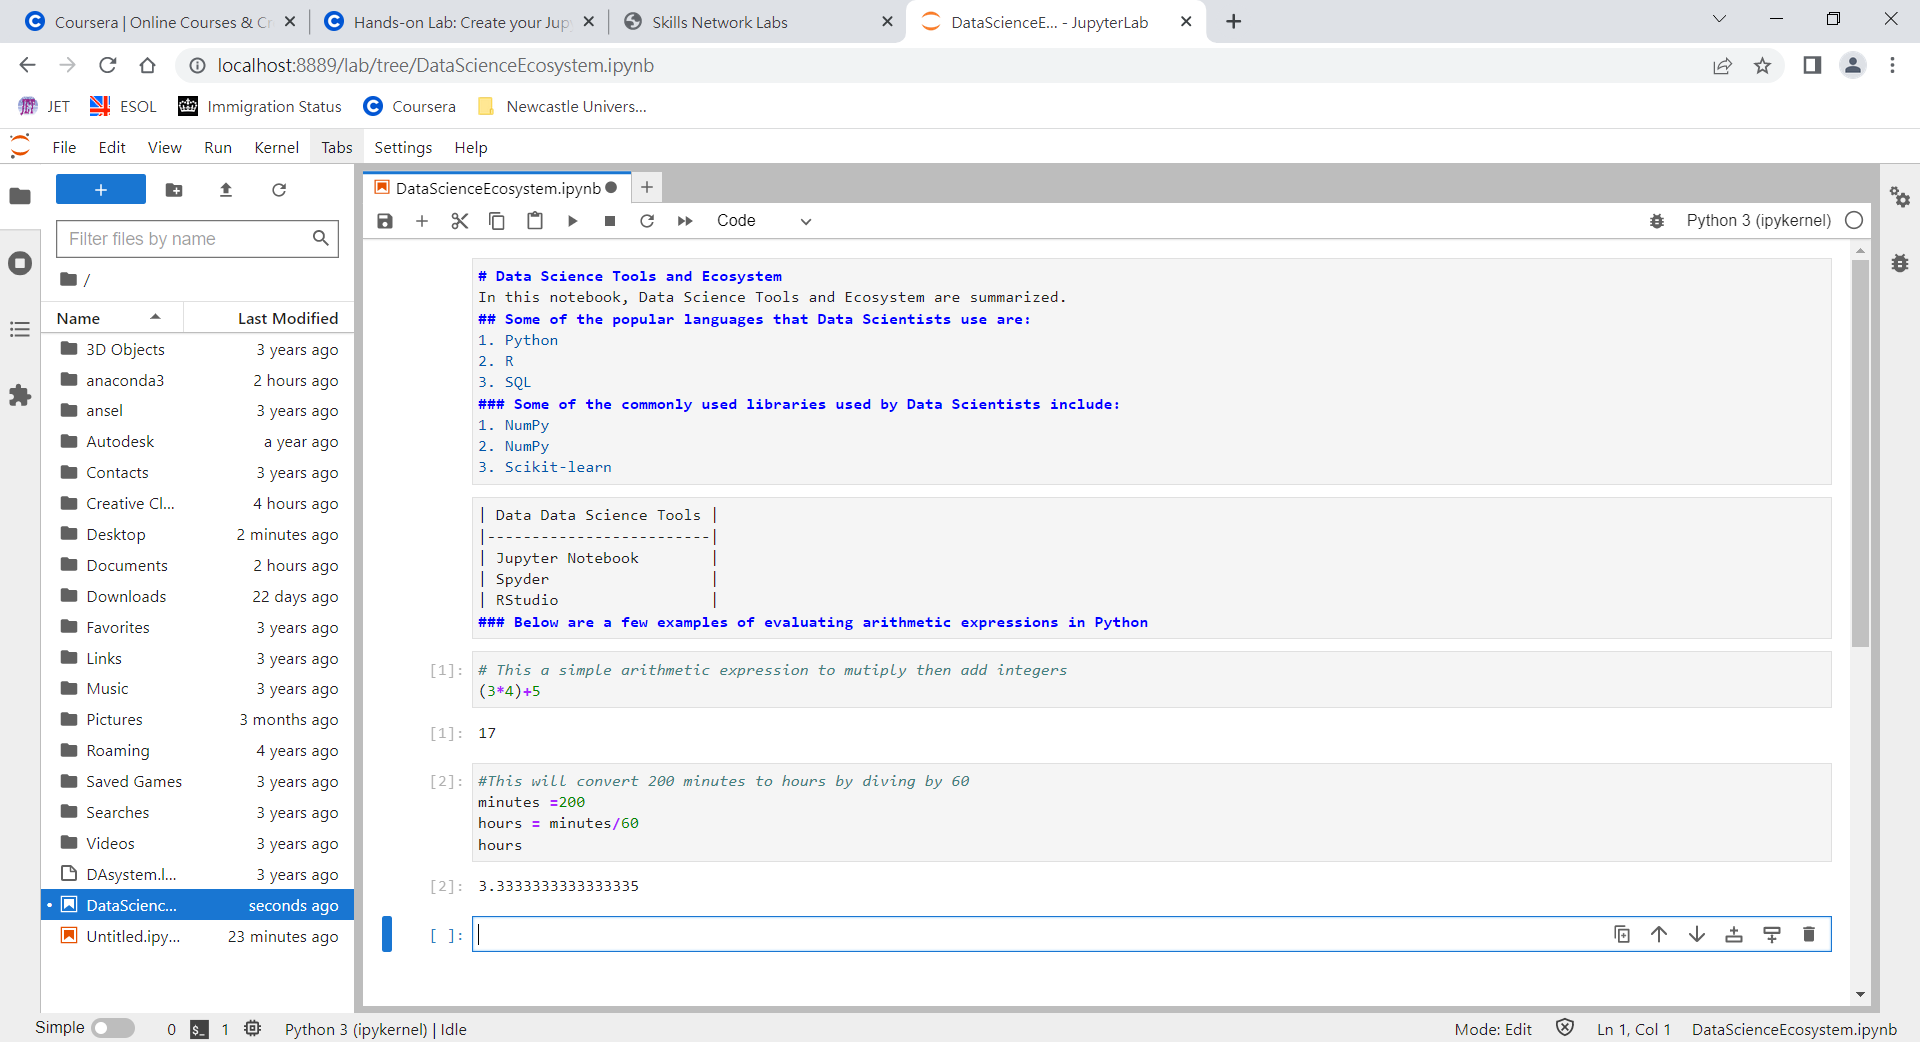 Coursera | Online Courses & Cr
Hands-on Lab: Create your Jup
Skills Network Labs
DataScienceE... - JupyterLab
localhost:8889/lab/tree/DataScienceEcosystem.ipynb
JET
ESOL
Immigration Status
Coursera
Newcastle Univers...
File Edit View Run Kernel Tabs Settings Help
DataScienceEcosystem.ipynb
Filter files by name
Code
Python 3 (ipykernel)
/
Name Last Modified
3D Objects 3 years ago
anaconda3 2 hours ago
ansel 3 years ago
Autodesk a year ago
Contacts 3 years ago
Creative Cl... 4 hours ago
Desktop 2 minutes ago
Documents 2 hours ago
Downloads 22 days ago
Favorites 3 years ago
Links 3 years ago
Music 3 years ago
Pictures 3 months ago
Roaming 4 years ago
Saved Games 3 years ago
Searches 3 years ago
Videos 3 years ago
DAsystem.l... 3 years ago
DataScienc... seconds ago
Untitled.ipy... 23 minutes ago
# Data Science Tools and Ecosystem
In this notebook, Data Science Tools and Ecosystem are summarized.
## Some of the popular languages that Data Scientists use are:
1. Python
2. R
3. SQL
### Some of the commonly used libraries used by Data Scientists include:
1. NumPy
2. NumPy
3. Scikit-learn
| Data Data Science Tools |
|-------------------------|
| Jupyter Notebook |
| Spyder |
| RStudio |
### Below are a few examples of evaluating arithmetic expressions in Python
[1]: # This a simple arithmetic expression to mutiply then add integers
(3*4)+5
[1]: 17
[2]: #This will convert 200 minutes to hours by diving by 60
minutes =200
hours = minutes/60
hours
[2]: 3.3333333333333335
[ ]:
Simple 0 $_ 1 Python 3 (ipykernel) | Idle
Mode: Edit Ln 1, Col 1 DataScienceEcosystem.ipynb